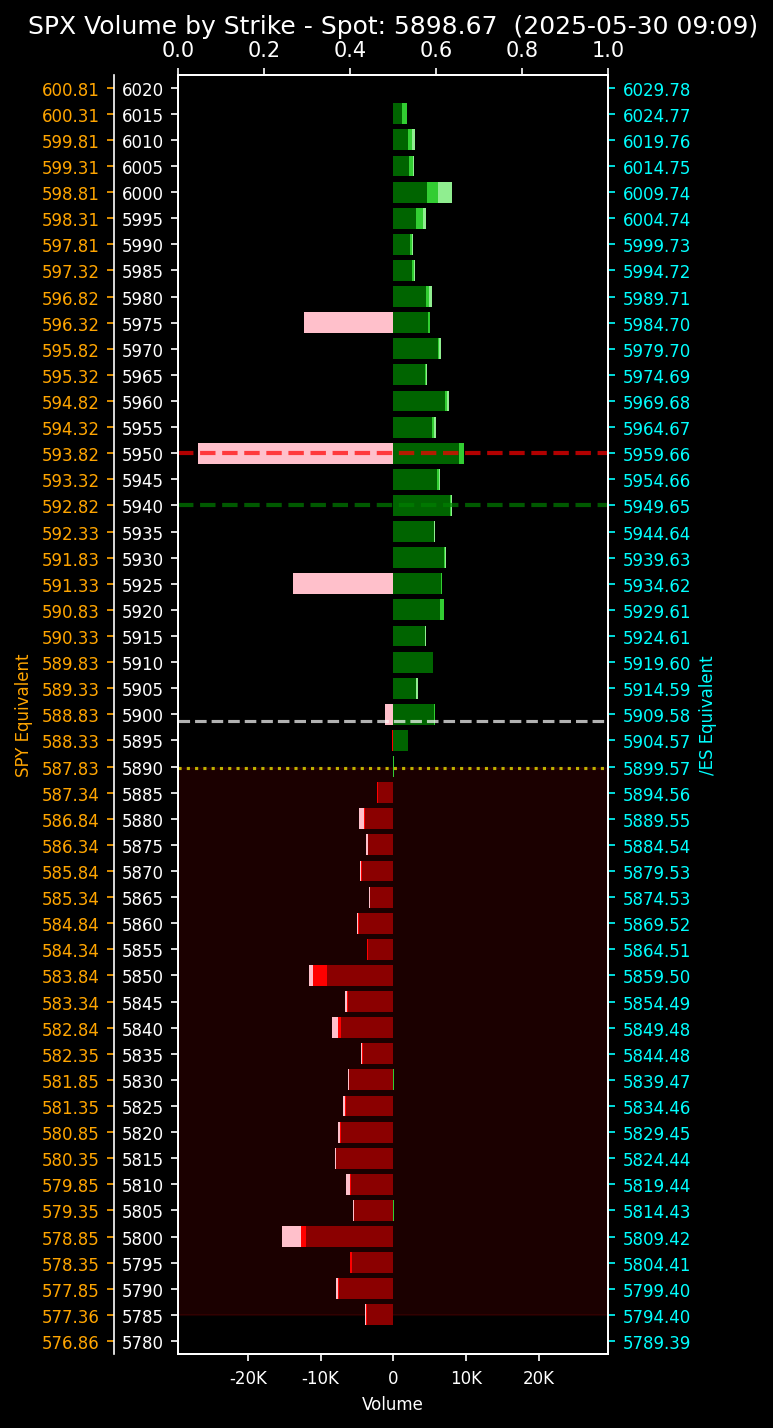 SPX Volume by Strike - Spot: 5898.67 (2025-05-30 09:09)
0.0 0.2 0.4 0.6 0.8 1.0
600.81 6020 6029.78
600.31 6015 6024.77
599.81 6010 6019.76
599.31 6005 6014.75
598.81 6000 6009.74
598.31 5995 6004.74
597.81 5990 5999.73
597.32 5985 5994.72
596.82 5980 5989.71
596.32 5975 5984.70
595.82 5970 5979.70
595.32 5965 5974.69
594.82 5960 5969.68
594.32 5955 5964.67
593.82 5950 5959.66
593.32 5945 5954.66
592.82 5940 5949.65
592.33 5935 5944.64
591.83 5930 5939.63
591.33 5925 5934.62
590.83 5920 5929.61
590.33 5915 5924.61
589.83 5910 5919.60
589.33 5905 5914.59
588.83 5900 5909.58
588.33 5895 5904.57
587.83 5890 5899.57
587.34 5885 5894.56
586.84 5880 5889.55
586.34 5875 5884.54
585.84 5870 5879.53
585.34 5865 5874.53
584.84 5860 5869.52
584.34 5855 5864.51
583.84 5850 5859.50
583.34 5845 5854.49
582.84 5840 5849.48
582.35 5835 5844.48
581.85 5830 5839.47
581.35 5825 5834.46
580.85 5820 5829.45
580.35 5815 5824.44
579.85 5810 5819.44
579.35 5805 5814.43
578.85 5800 5809.42
578.35 5795 5804.41
577.85 5790 5799.40
577.36 5785 5794.40
576.86 5780 5789.39
SPY Equivalent
/ES Equivalent
-20K -10K 0 10K 20K
Volume